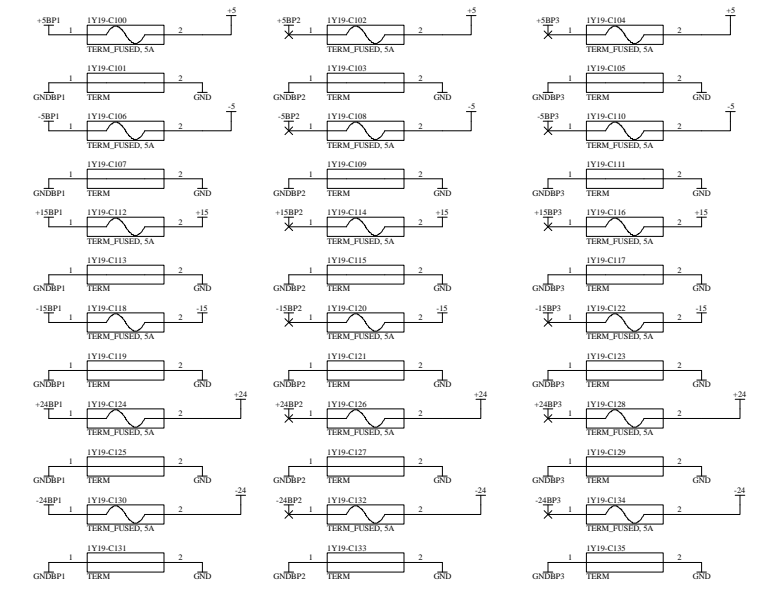 +5
+5
+5
+5BP1 1Y19-C100 +5BP2 1Y19-C102 +5BP3 1Y19-C104
1 2 1 2 1 2
TERM_FUSED, 5A TERM_FUSED, 5A TERM_FUSED, 5A
1Y19-C101 1Y19-C103 1Y19-C105
1 2 1 2 1 2
GNDBP1 TERM GND GNDBP2 TERM GND GNDBP3 TERM GND
-5 -5 -5
-5BP1 1Y19-C106 -5BP2 1Y19-C108 -5BP3 1Y19-C110
1 2 1 2 1 2
TERM_FUSED, 5A TERM_FUSED, 5A TERM_FUSED, 5A
1Y19-C107 1Y19-C109 1Y19-C111
1 2 1 2 1 2
GNDBP1 TERM GND GNDBP2 TERM GND GNDBP3 TERM GND
+15BP1 1Y19-C112 +15 +15BP2 1Y19-C114 +15 +15BP3 1Y19-C116 +15
1 2 1 2 1 2
TERM_FUSED, 5A TERM_FUSED, 5A TERM_FUSED, 5A
1Y19-C113 1Y19-C115 1Y19-C117
1 2 1 2 1 2
GNDBP1 TERM GND GNDBP2 TERM GND GNDBP3 TERM GND
-15BP1 1Y19-C118 -15 -15BP2 1Y19-C120 -15 -15BP3 1Y19-C122 -15
1 2 1 2 1 2
TERM_FUSED, 5A TERM_FUSED, 5A TERM_FUSED, 5A
1Y19-C119 1Y19-C121 1Y19-C123
1 2 1 2 1 2
GNDBP1 TERM GND GNDBP2 TERM GND GNDBP3 TERM GND
+24 +24 +24
+24BP1 1Y19-C124 +24BP2 1Y19-C126 +24BP3 1Y19-C128
1 2 1 2 1 2
TERM_FUSED, 5A TERM_FUSED, 5A TERM_FUSED, 5A
1Y19-C125 1Y19-C127 1Y19-C129
1 2 1 2 1 2
GNDBP1 TERM GND GNDBP2 TERM GND GNDBP3 TERM GND
-24 -24 -24
-24BP1 1Y19-C130 -24BP2 1Y19-C132 -24BP3 1Y19-C134
1 2 1 2 1 2
TERM_FUSED, 5A TERM_FUSED, 5A TERM_FUSED, 5A
1Y19-C131 1Y19-C133 1Y19-C135
1 2 1 2 1 2
GNDBP1 TERM GND GNDBP2 TERM GND GNDBP3 TERM GND